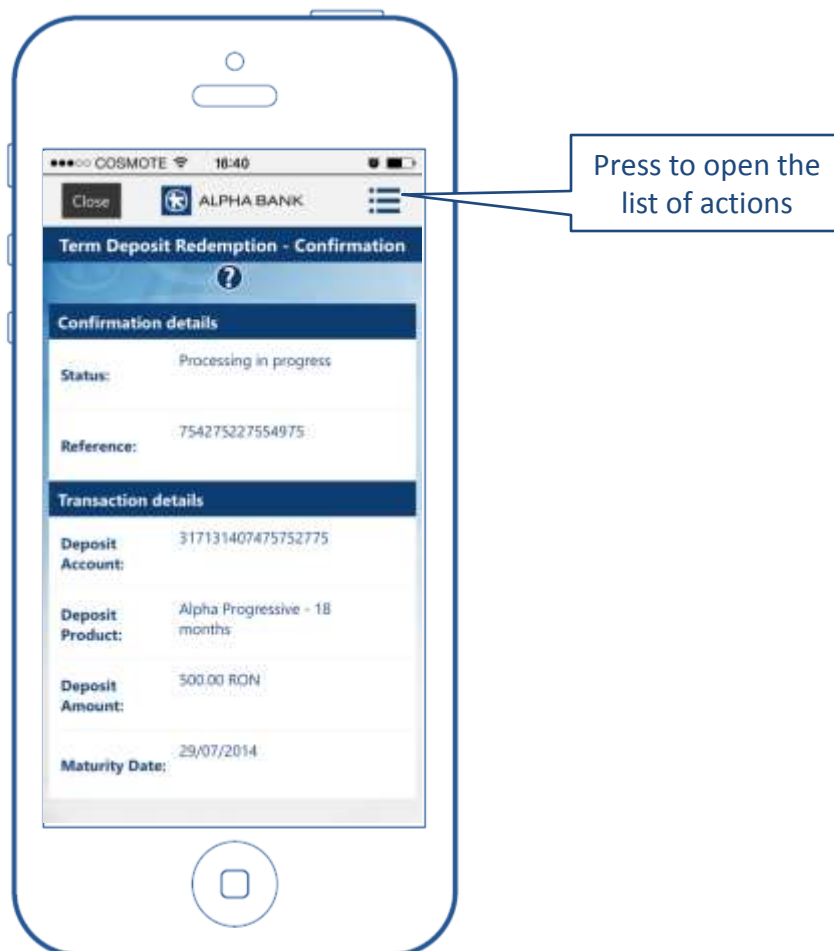 COSMOTE 16:40
Close ALPHA BANK
Press to open the
list of actions
Term Deposit Redemption - Confirmation
?
Confirmation details
Status: Processing in progress
Reference: 754275227554975
Transaction details
Deposit Account: 317131407475752775
Deposit Product: Alpha Progressive - 18 months
Deposit Amount: 500.00 RON
Maturity Date: 29/07/2014